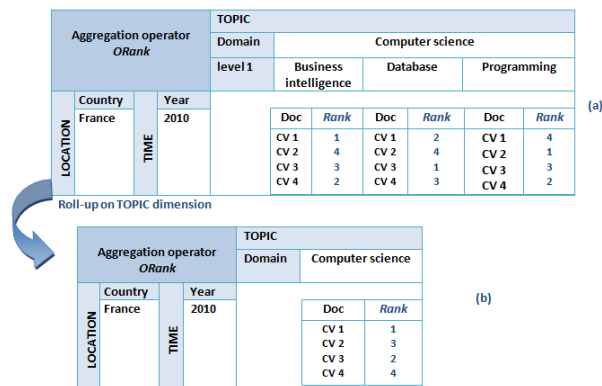 TOPIC
Aggregation operator
ORank
Domain Computer science
level 1 Business intelligence Database Programming
Country Year
(a)
LOCATION France TIME 2010
Doc Rank Doc Rank Doc Rank
CV 1 1 CV 1 2 CV 1 4
CV 2 4 CV 2 4 CV 2 1
CV 3 3 CV 3 1 CV 3 3
CV 4 2 CV 4 3 CV 4 2
Roll-up on TOPIC dimension
TOPIC
Aggregation operator
ORank
Domain Computer science
Country Year
(b)
LOCATION France TIME 2010
Doc Rank
CV 1 1
CV 2 3
CV 3 2
CV 4 4